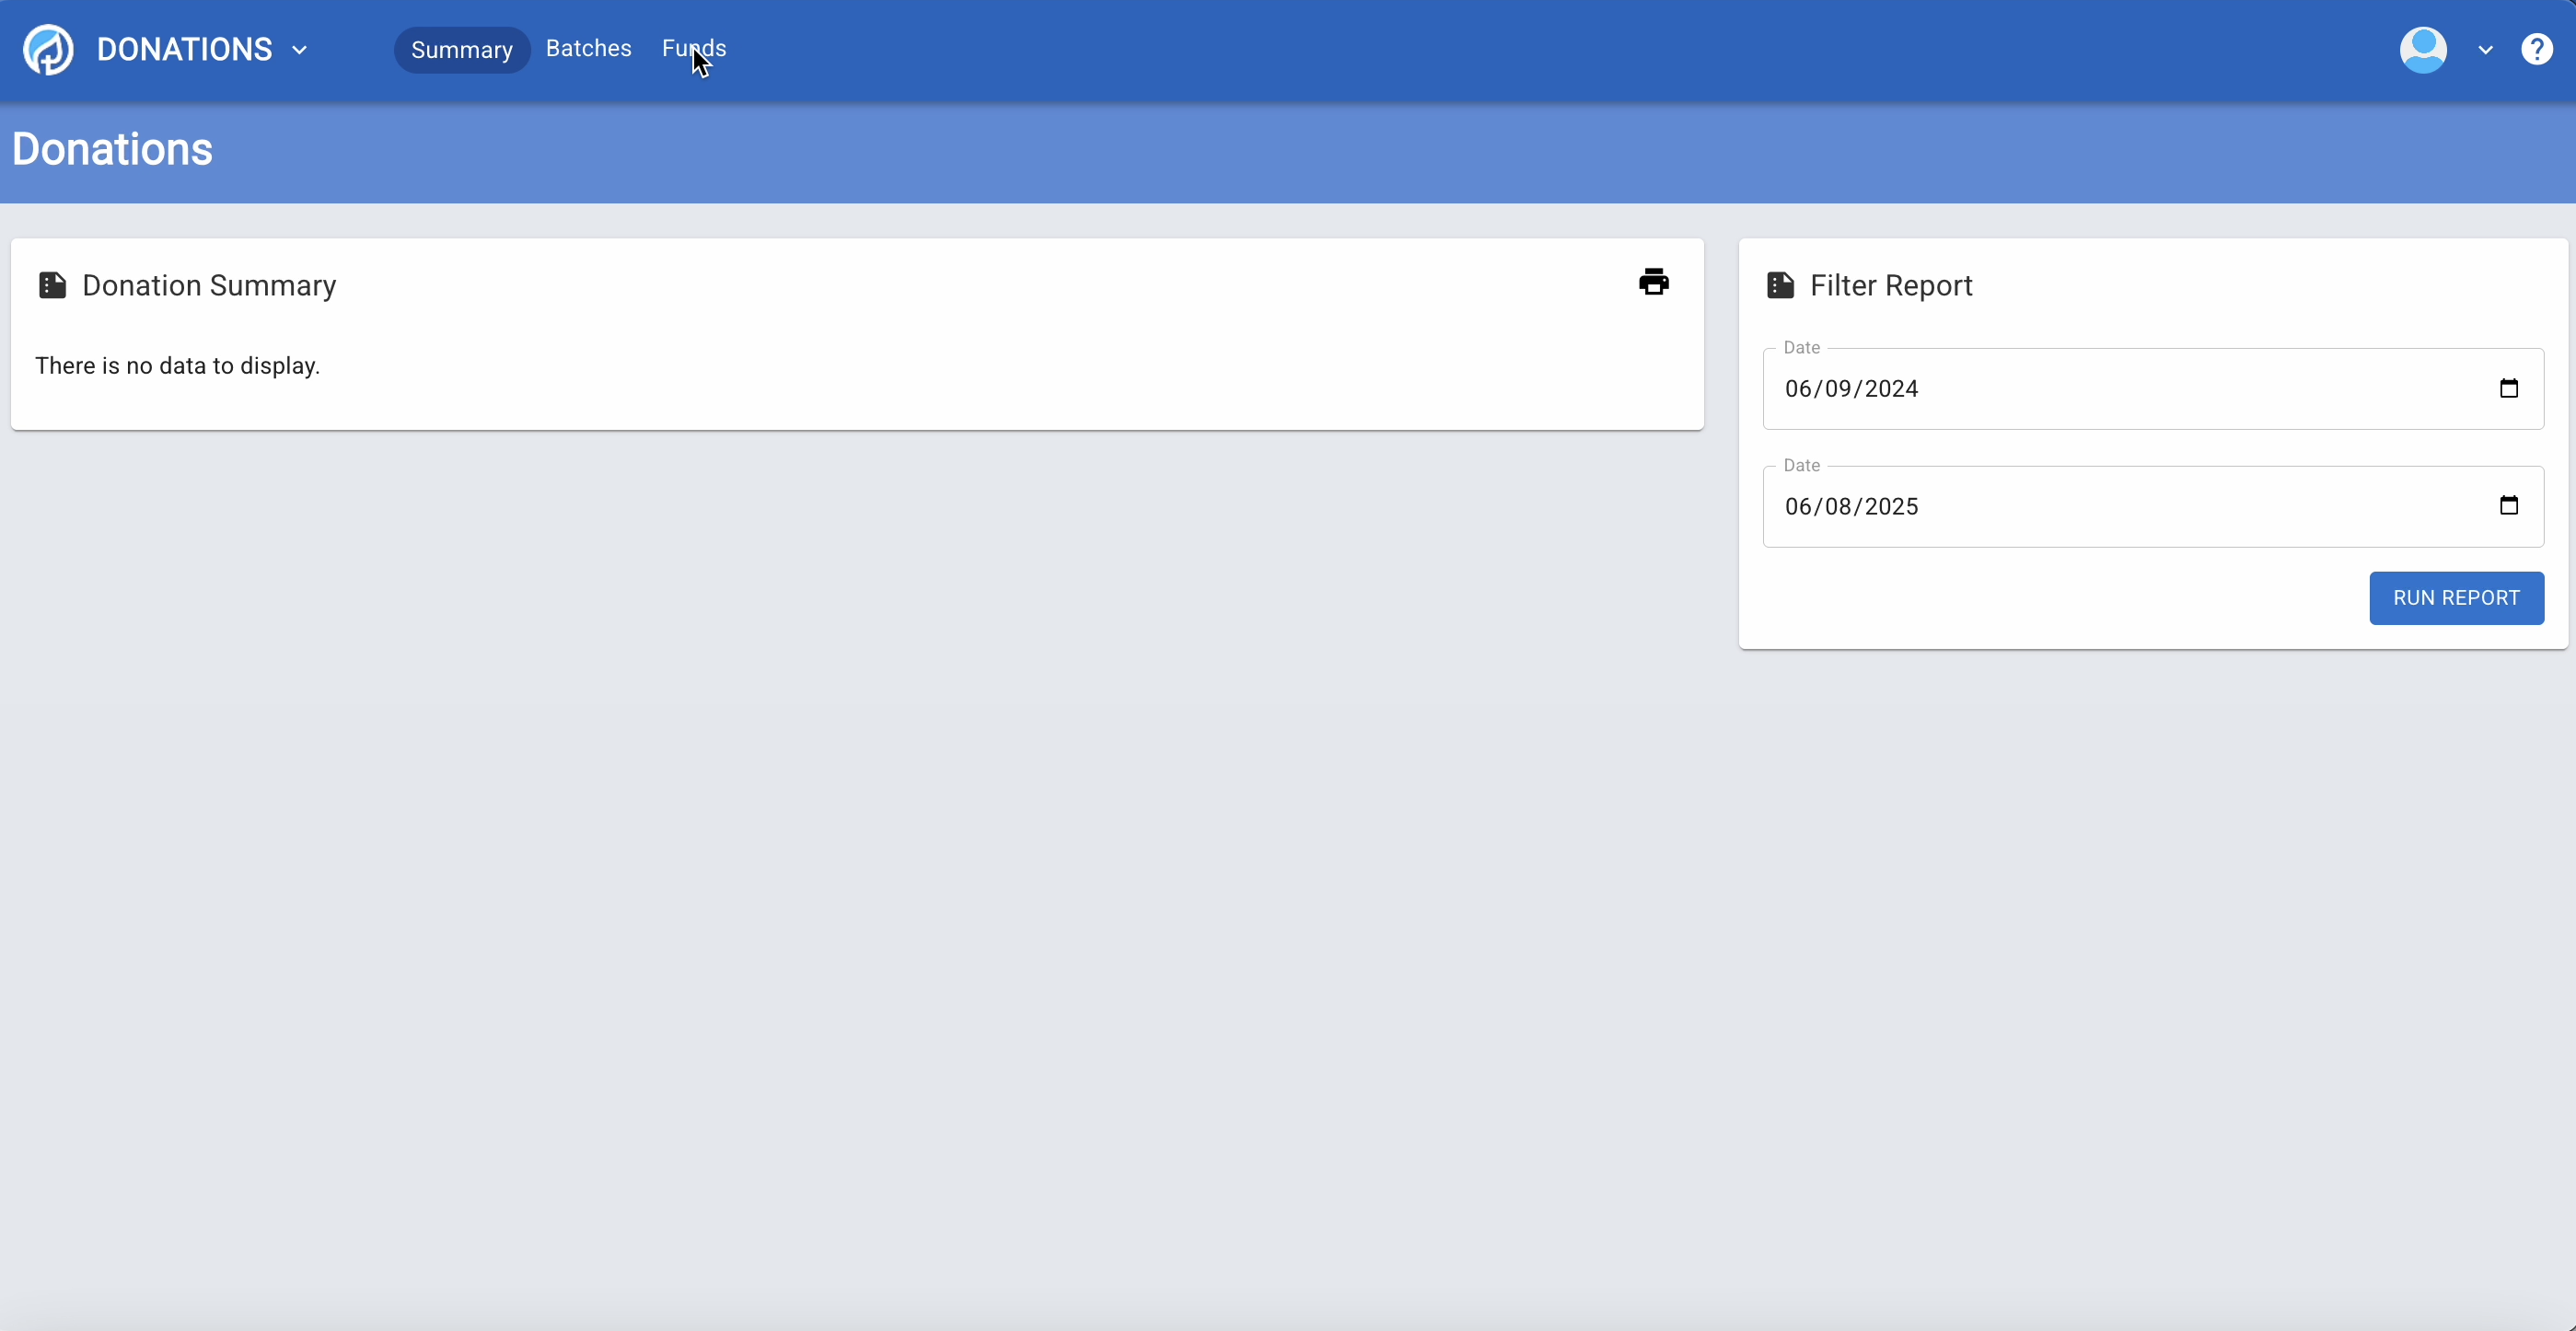 DONATIONS
Summary
Batches
Funds
?
Donations
Donation Summary
There is no data to display.
Filter Report
Date
06/09/2024
Date
06/08/2025
RUN REPORT